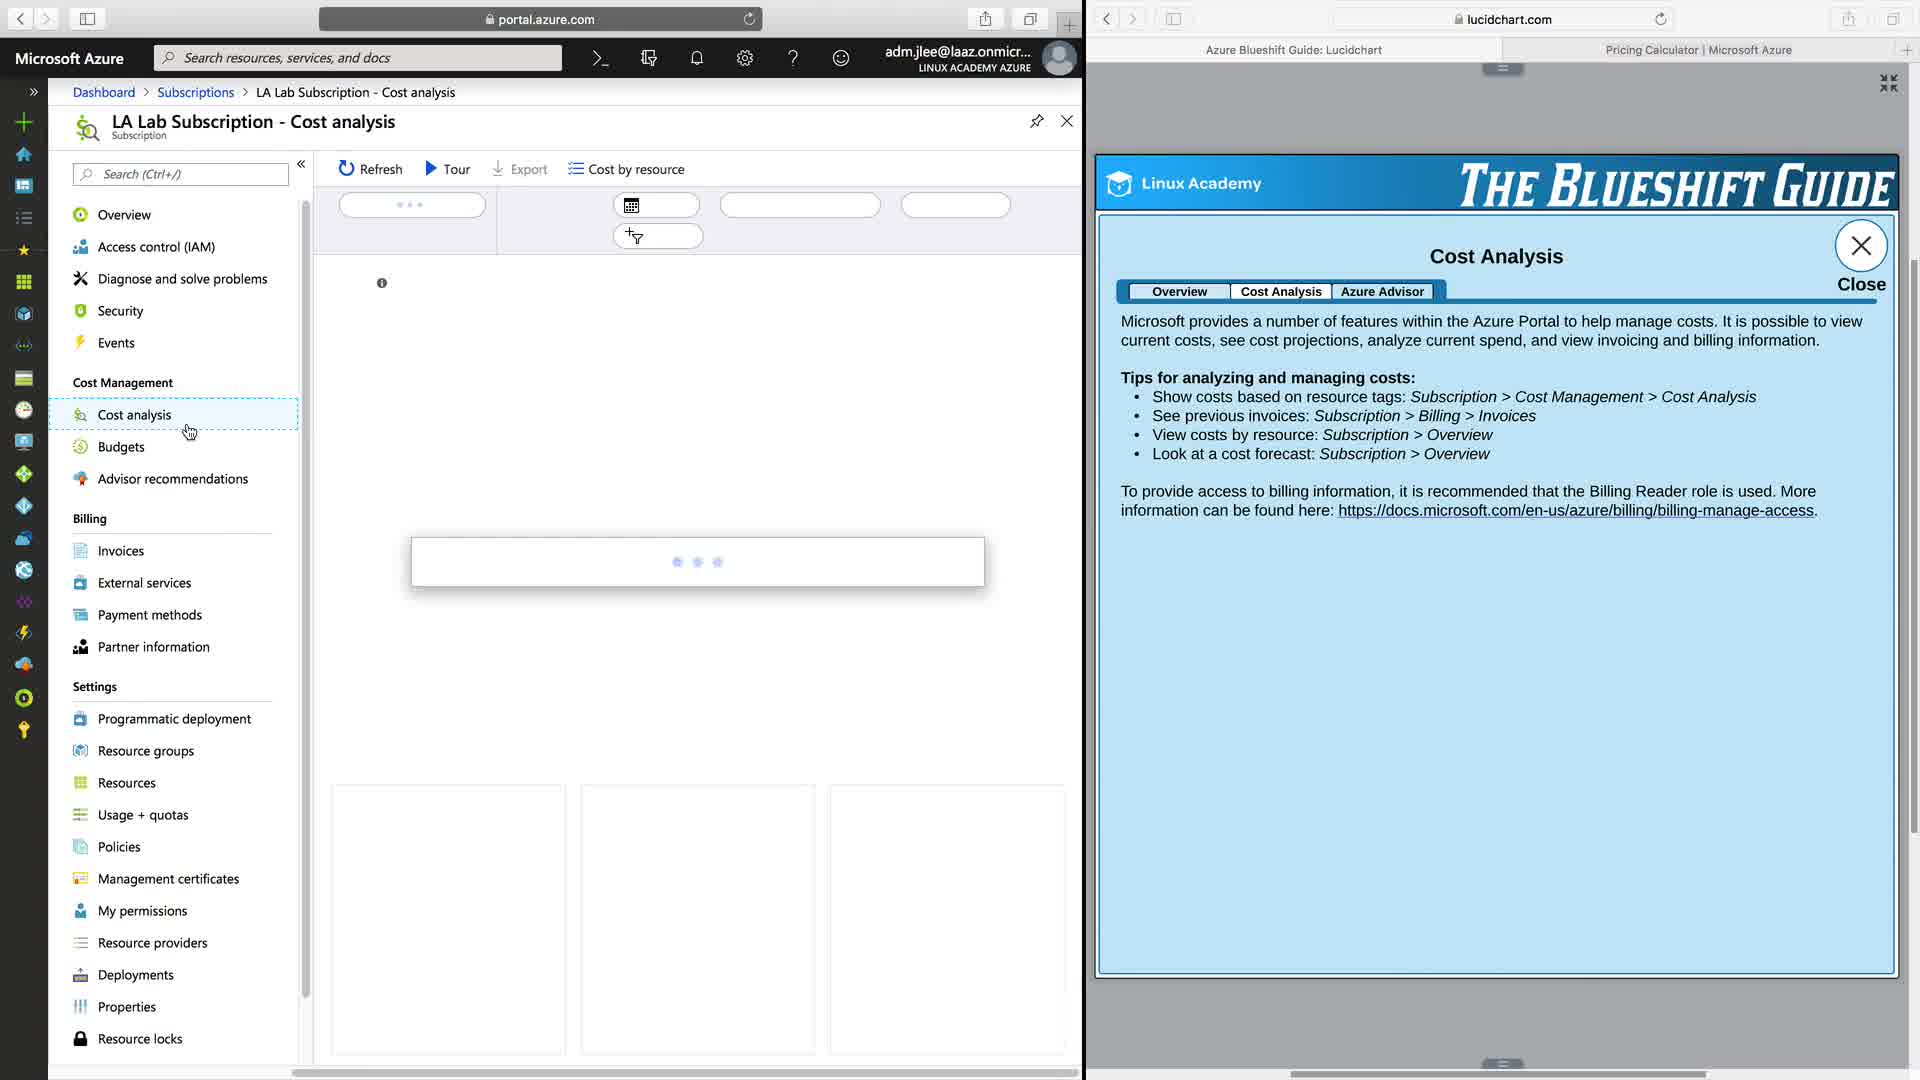 portal.azure.com
Microsoft Azure
Search resources, services, and docs
adm.jlee@laaz.onmicr...
LINUX ACADEMY AZURE
Dashboard > Subscriptions > LA Lab Subscription - Cost analysis
LA Lab Subscription - Cost analysis
Subscription
Search (Ctrl+/)
Refresh
Tour
Export
Cost by resource
Overview
Access control (IAM)
Diagnose and solve problems
Security
Events
Cost Management
Cost analysis
Budgets
Advisor recommendations
Billing
Invoices
External services
Payment methods
Partner information
Settings
Programmatic deployment
Resource groups
Resources
Usage + quotas
Policies
Management certificates
My permissions
Resource providers
Deployments
Properties
Resource locks
lucidchart.com
Azure Blueshift Guide: Lucidchart
Pricing Calculator | Microsoft Azure
Linux Academy
THE BLUESHIFT GUIDE
Cost Analysis
Close
Overview
Cost Analysis
Azure Advisor
Microsoft provides a number of features within the Azure Portal to help manage costs. It is possible to view
current costs, see cost projections, analyze current spend, and view invoicing and billing information.
Tips for analyzing and managing costs:
• Show costs based on resource tags: Subscription > Cost Management > Cost Analysis
• See previous invoices: Subscription > Billing > Invoices
• View costs by resource: Subscription > Overview
• Look at a cost forecast: Subscription > Overview
To provide access to billing information, it is recommended that the Billing Reader role is used. More
information can be found here: https://docs.microsoft.com/en-us/azure/billing/billing-manage-access.